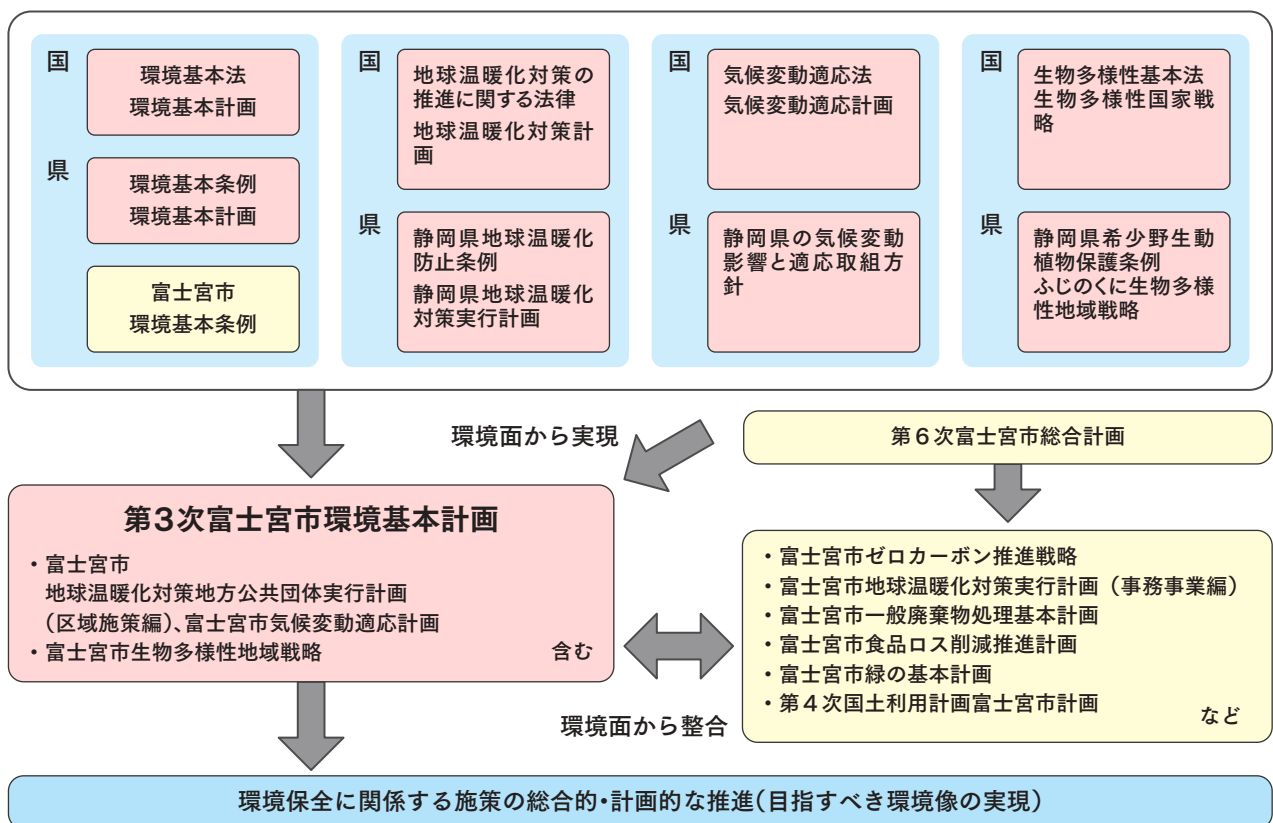 国
環境基本法
環境基本計画
県
環境基本条例
環境基本計画
富士宮市
環境基本条例
国
地球温暖化対策の
推進に関する法律
地球温暖化対策計
画
県
静岡県地球温暖化
防止条例
静岡県地球温暖化
対策実行計画
国
気候変動適応法
気候変動適応計画
県
静岡県の気候変動
影響と適応取組方
針
国
生物多様性基本法
生物多様性国家戦
略
県
静岡県希少野生動
植物保護条例
ふじのくに生物多様
性地域戦略
環境面から実現
第6次富士宮市総合計画
第3次富士宮市環境基本計画
・富士宮市
地球温暖化対策地方公共団体実行計画
（区域施策編）、富士宮市気候変動適応計画
・富士宮市生物多様性地域戦略
含む
・富士宮市ゼロカーボン推進戦略
・富士宮市地球温暖化対策実行計画（事務事業編）
・富士宮市一般廃棄物処理基本計画
・富士宮市食品ロス削減推進計画
・富士宮市緑の基本計画
・第4次国土利用計画富士宮市計画
など
環境面から整合
環境保全に関係する施策の総合的・計画的な推進（目指すべき環境像の実現）